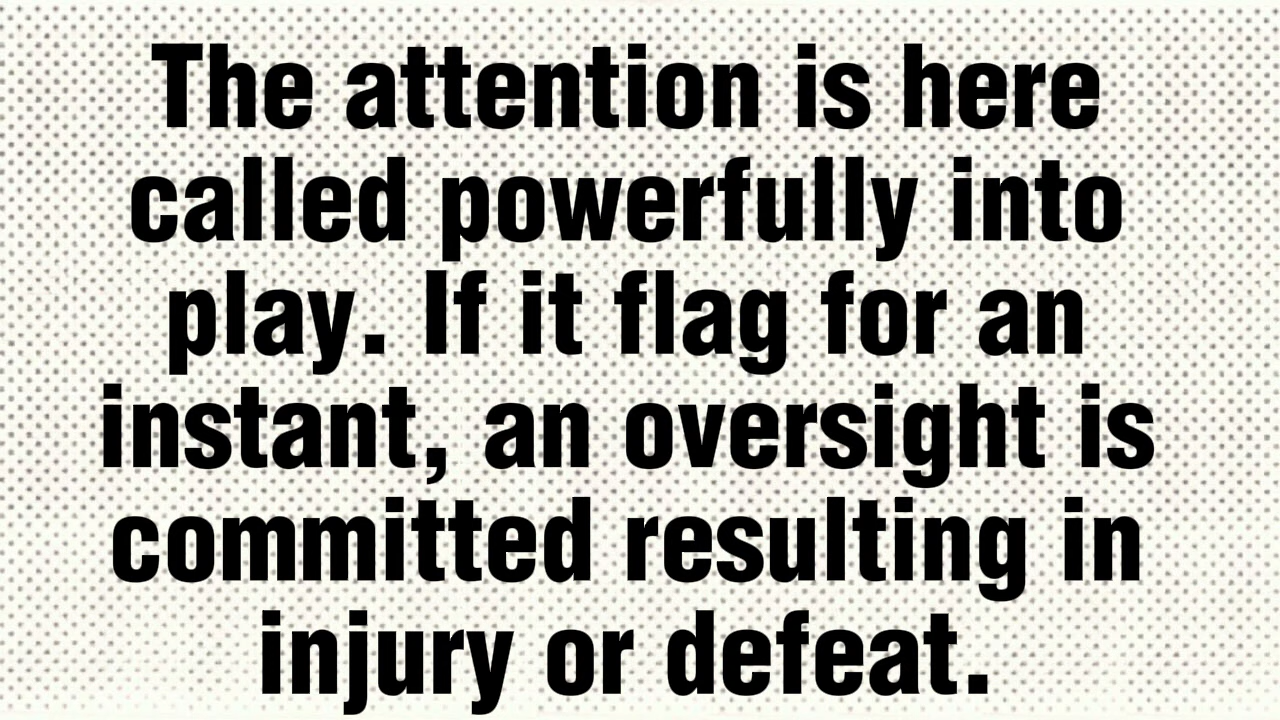 The attention is here
called powerfully into
play. If it flag for an
instant, an oversight is
committed resulting in
injury or defeat.